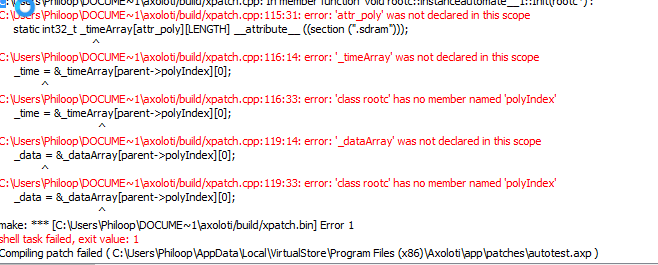 \Users\Philoop\DOCUME~1\axoloti/build/xpatch.cpp: In member function 'void rootc::instanceautomate__1::Init(rootc*)':
C:\Users\Philoop\DOCUME~1\axoloti/build/xpatch.cpp:115:31: error: 'attr_poly' was not declared in this scope
static int32_t _timeArray[attr_poly][LENGTH] __attribute__ ((section (".sdram")));
^
C:\Users\Philoop\DOCUME~1\axoloti/build/xpatch.cpp:116:14: error: '_timeArray' was not declared in this scope
_time = &_timeArray[parent->polyIndex][0];
^
C:\Users\Philoop\DOCUME~1\axoloti/build/xpatch.cpp:116:33: error: 'class rootc' has no member named 'polyIndex'
_time = &_timeArray[parent->polyIndex][0];
^
C:\Users\Philoop\DOCUME~1\axoloti/build/xpatch.cpp:119:14: error: '_dataArray' was not declared in this scope
_data = &_dataArray[parent->polyIndex][0];
^
C:\Users\Philoop\DOCUME~1\axoloti/build/xpatch.cpp:119:33: error: 'class rootc' has no member named 'polyIndex'
_data = &_dataArray[parent->polyIndex][0];
^
make: *** [C:\Users\Philoop\DOCUME~1\axoloti/build/xpatch.bin] Error 1
shell task failed, exit value: 1
Compiling patch failed ( C:\Users\Philoop\AppData\Local\VirtualStore\Program Files (x86)\Axoloti\app\patches\autotest.axp )